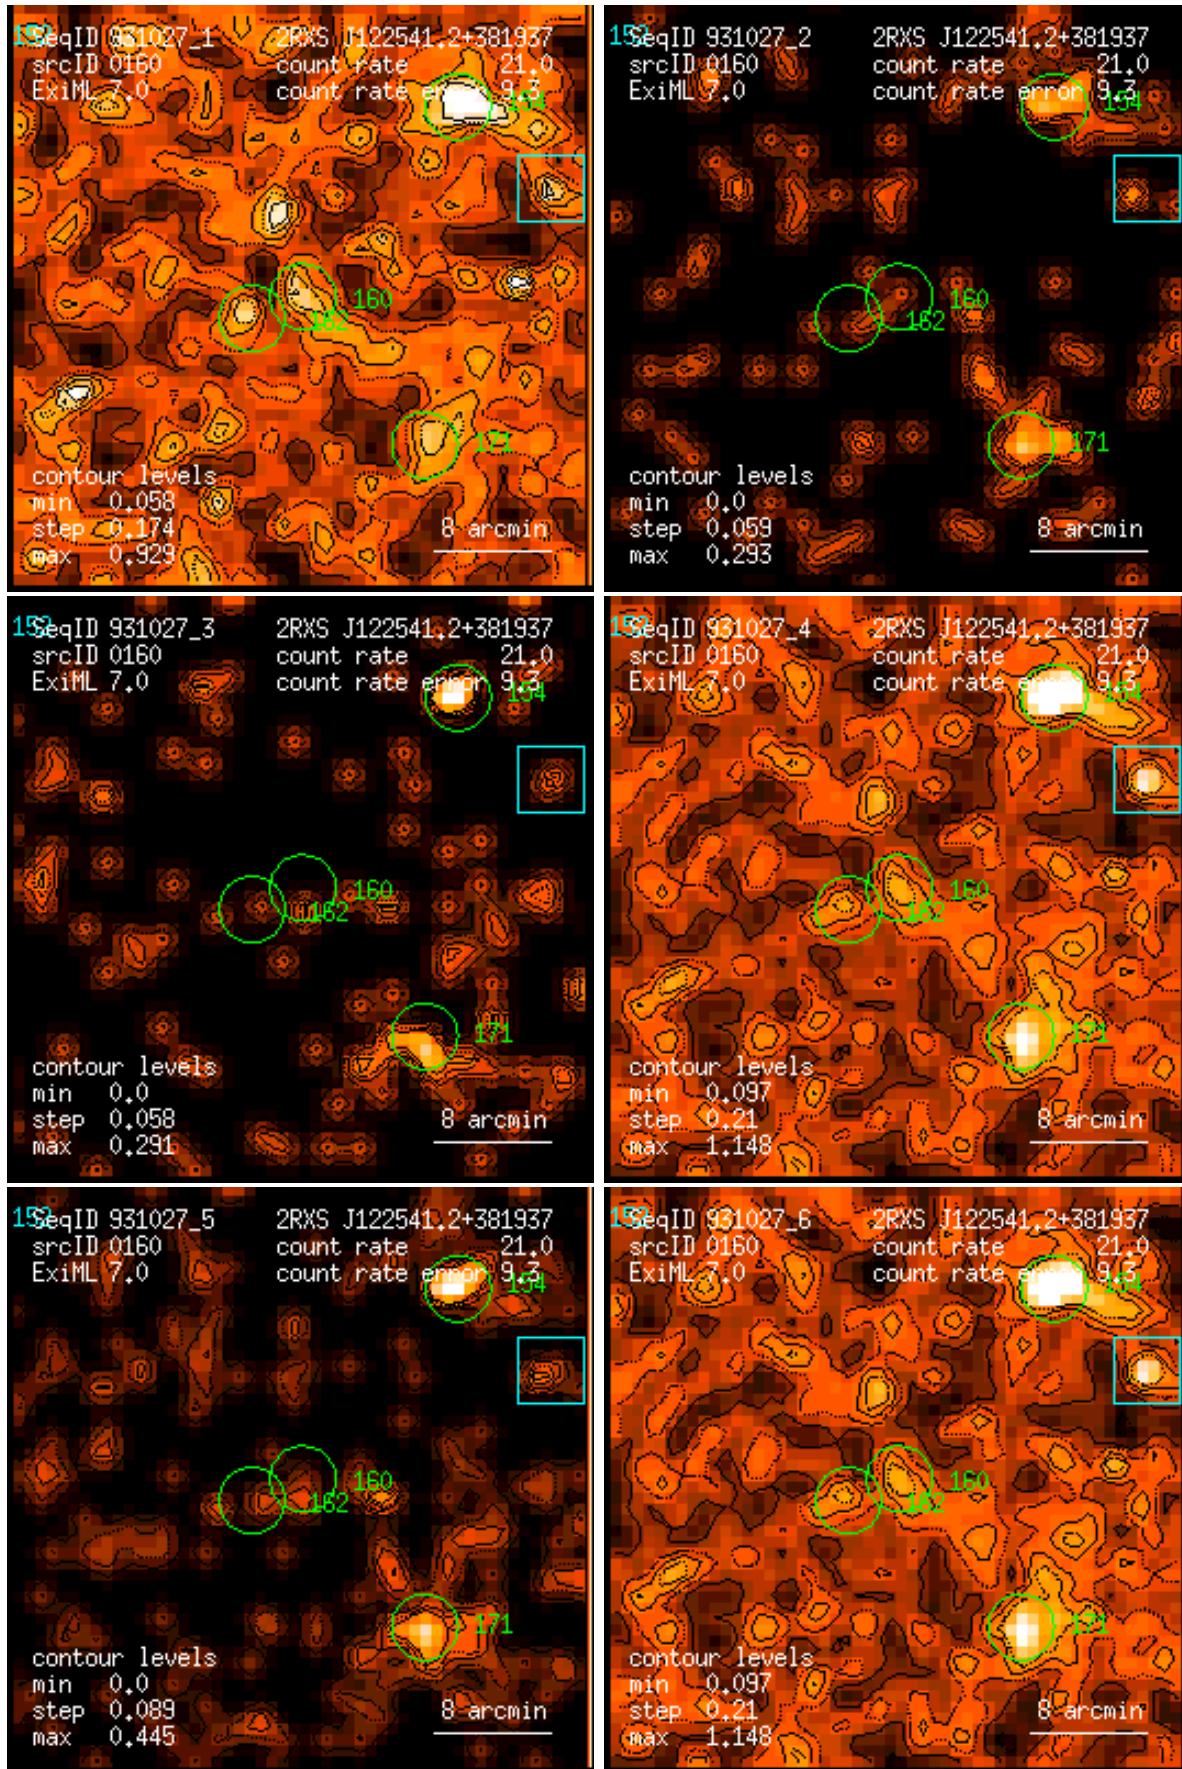 152 SeqID 931027_1 2RXS J122541.2+381937
srcID 0160 count rate 21.0
ExiML 7.0 count rate error 9.3
154
160
162
171
contour levels
min 0.058
step 0.174
max 0.929
8 arcmin
152 SeqID 931027_2 2RXS J122541.2+381937
srcID 0160 count rate 21.0
ExiML 7.0 count rate error 9.3
154
160
162
171
contour levels
min 0.0
step 0.059
max 0.293
8 arcmin
152 SeqID 931027_3 2RXS J122541.2+381937
srcID 0160 count rate 21.0
ExiML 7.0 count rate error 9.3
154
160
162
171
contour levels
min 0.0
step 0.058
max 0.291
8 arcmin
152 SeqID 931027_4 2RXS J122541.2+381937
srcID 0160 count rate 21.0
ExiML 7.0 count rate error 9.3
154
160
162
171
contour levels
min 0.097
step 0.21
max 1.148
8 arcmin
152 SeqID 931027_5 2RXS J122541.2+381937
srcID 0160 count rate 21.0
ExiML 7.0 count rate error 9.3
154
160
162
171
contour levels
min 0.0
step 0.089
max 0.445
8 arcmin
152 SeqID 931027_6 2RXS J122541.2+381937
srcID 0160 count rate 21.0
ExiML 7.0 count rate error 9.3
154
160
162
171
contour levels
min 0.097
step 0.21
max 1.148
8 arcmin